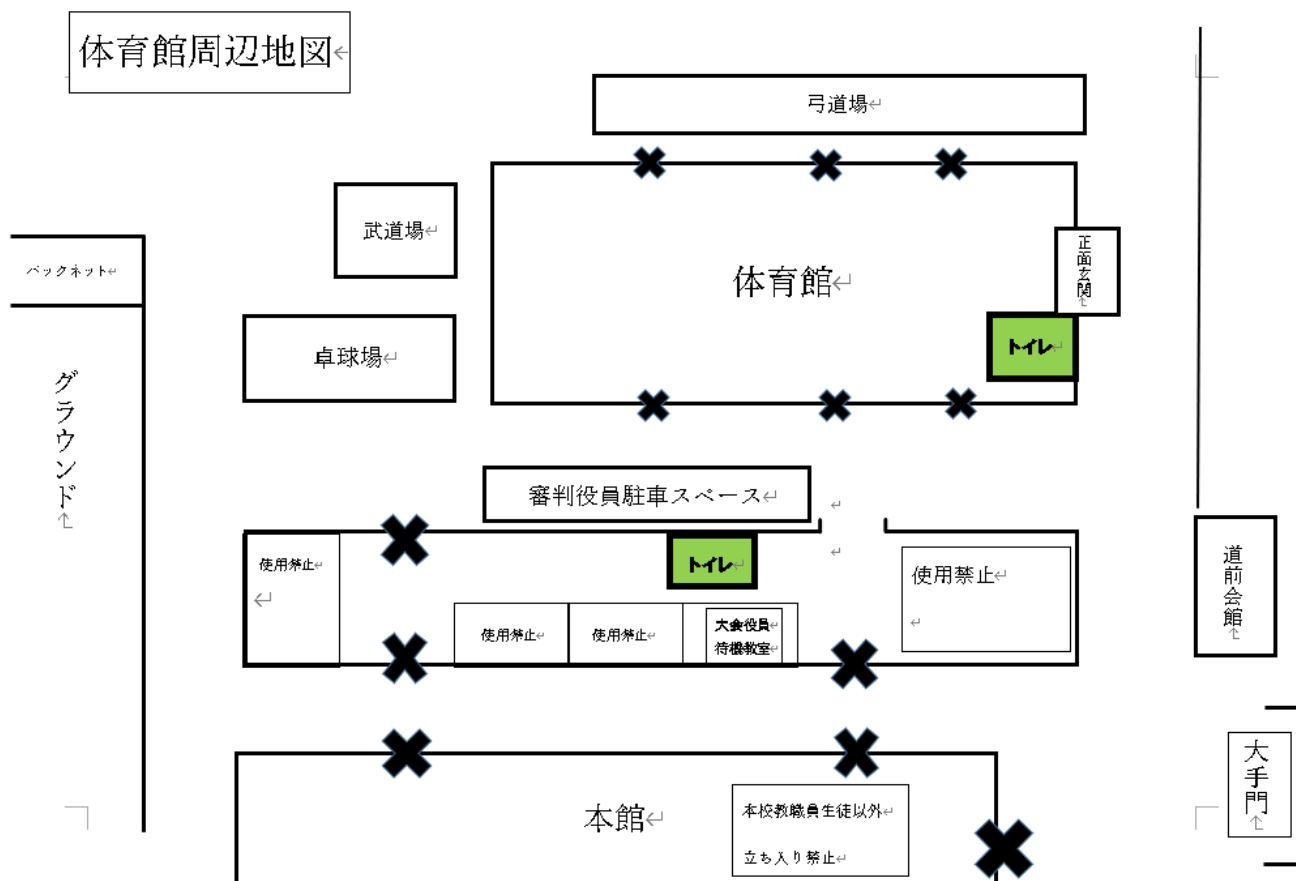 体育館周辺地図
弓道場
武道場
正面玄関
バックネット
体育館
トイレ
卓球場
グラウンド
審判役員駐車スペース
使用禁止
トイレ
使用禁止
道前会館
使用禁止
使用禁止
大会役員
待機教室
大手門
本館
本校教職員生徒以外
立ち入り禁止